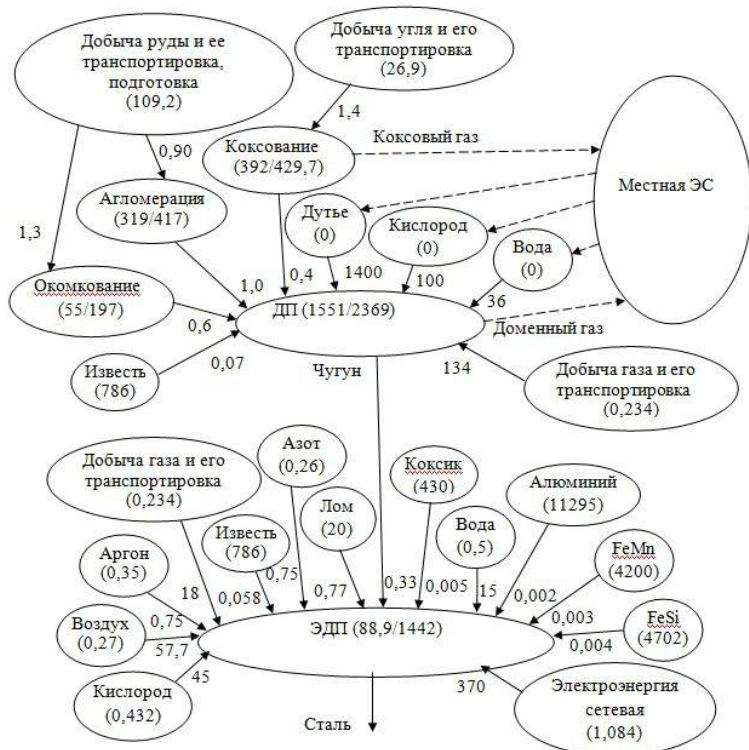 Добыча руды и ее
транспортировка,
подготовка
(109,2)
Добыча угля и его
транспортировка
(26,9)
1,4
0,90
Коксование
(392/429,7)
Коксовый газ
Местная ЭС
Агломерация
(319/417)
Дутье
(0)
Кислород
(0)
Вода
(0)
1,3
Окомкование
(55/197)
1,0
0,4
1400
100
36
ДП (1551/2369)
0,6
Доменный газ
Известь
(786)
0,07
Чугун
134
Добыча газа и его
транспортировка
(0,234)
Добыча газа и его
транспортировка
(0,234)
Азот
(0,26)
Коксик
(430)
Алюминий
(11295)
Лом
(20)
Известь
(786)
Вода
(0,5)
Аргон
(0,35)
FeMn
(4200)
18
0,058
0,75
0,77
0,33
0,005
15
0,002
0,003
Воздух
(0,27)
0,75
57,7
ЭДП (88,9/1442)
FeSi
(4702)
0,004
Кислород
(0,432)
45
370
Электроэнергия
сетевая
(1,084)
Сталь